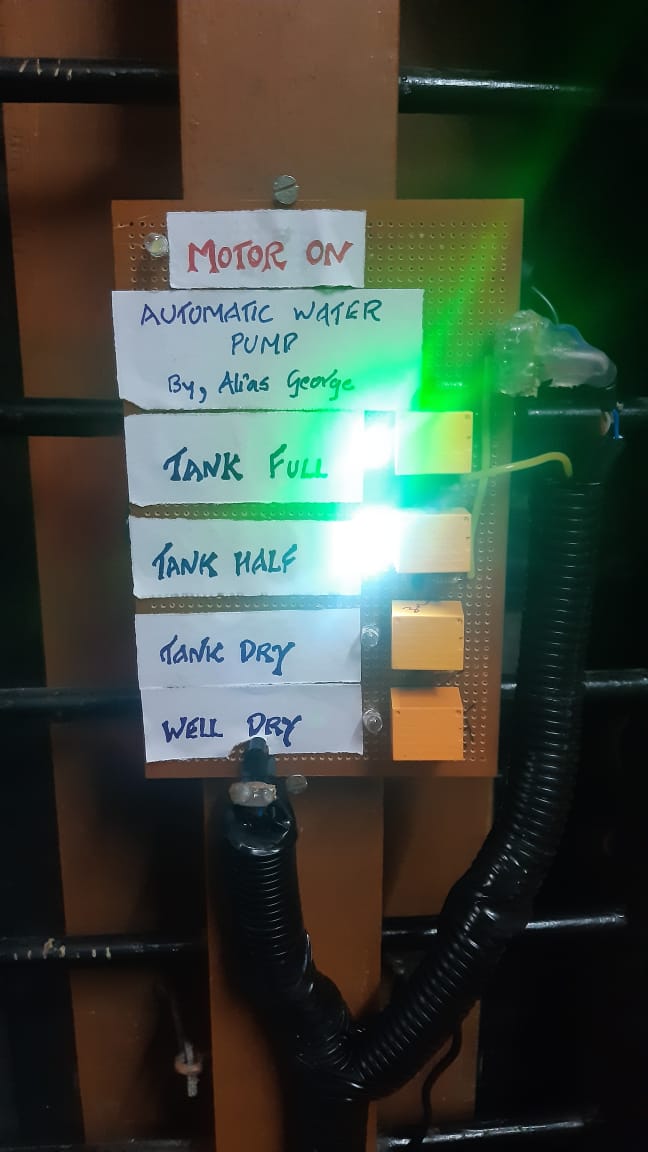 MOTOR ON
AUTOMATIC WATER
PUMP
By, Alias George
TANK FULL
TANK HALF
TANK DRY
WELL DRY